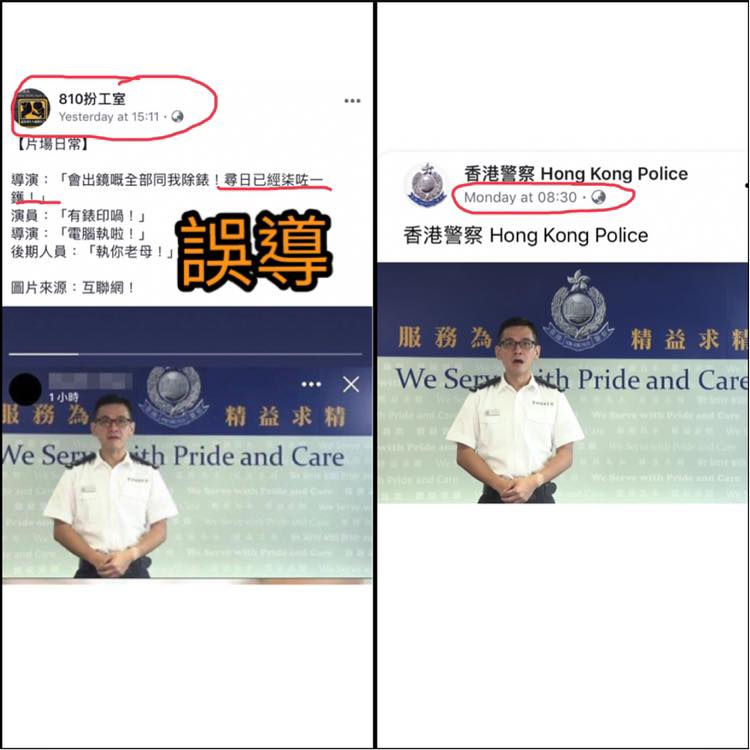 810扮工室
Yesterday at 15:11 ·
【片場日常】
導演：「會出鏡嘅全部同我除錶！尋日已經柒咗一
鑊！」
演員：「有錶印喎！」
導演：「電腦執啦！」
後期人員：「執你老母！」
圖片來源：互聯網！
誤導
1 小時
服務為
精益求精
We Serve with Pride and Care
香港警察 Hong Kong Police
Monday at 08:30 ·
香港警察 Hong Kong Police
服務為
精益求
We Serve with Pride and Care